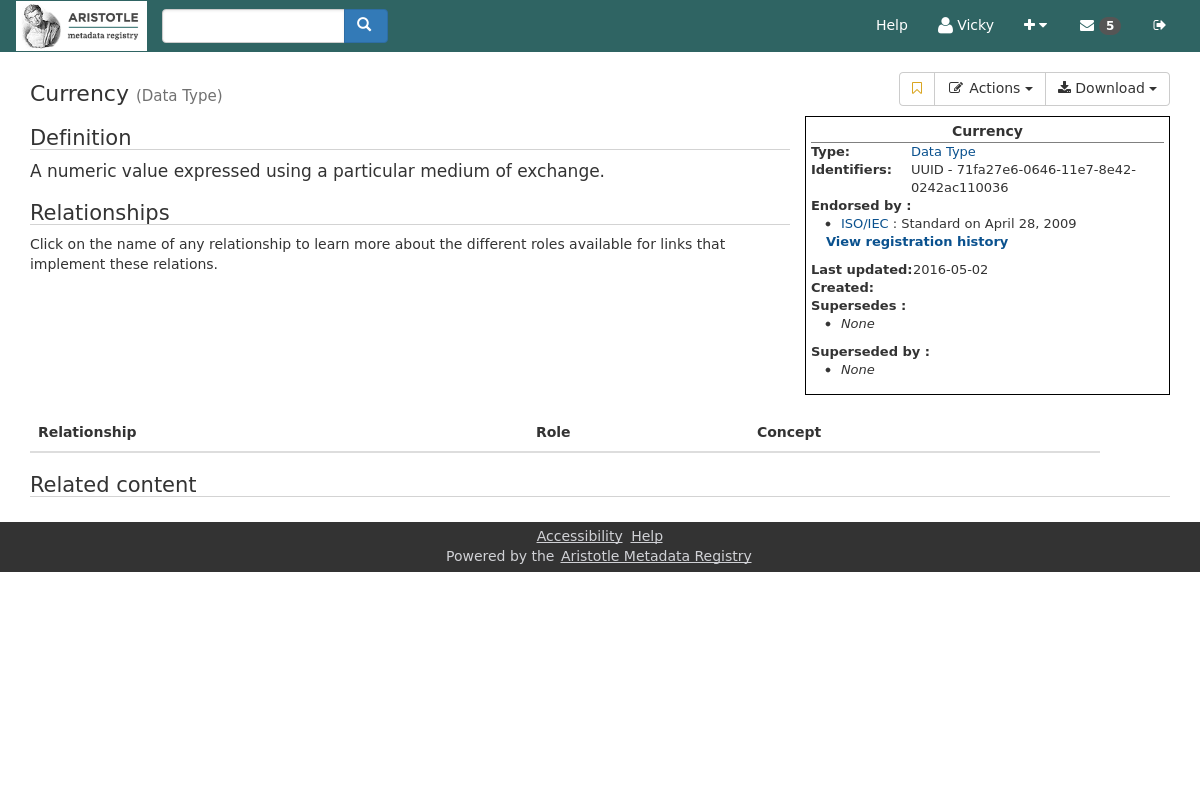 ARISTOTLE
metadata registry
Help
Vicky
5
Currency (Data Type)
Actions
Download
Definition
A numeric value expressed using a particular medium of exchange.
Relationships
Click on the name of any relationship to learn more about the different roles available for links that
implement these relations.
Currency
Type: Data Type
Identifiers: UUID - 71fa27e6-0646-11e7-8e42-
0242ac110036
Endorsed by :
• ISO/IEC : Standard on April 28, 2009
View registration history
Last updated:2016-05-02
Created:
Supersedes :
• None
Superseded by :
• None
Relationship Role Concept
Related content
Accessibility Help
Powered by the Aristotle Metadata Registry